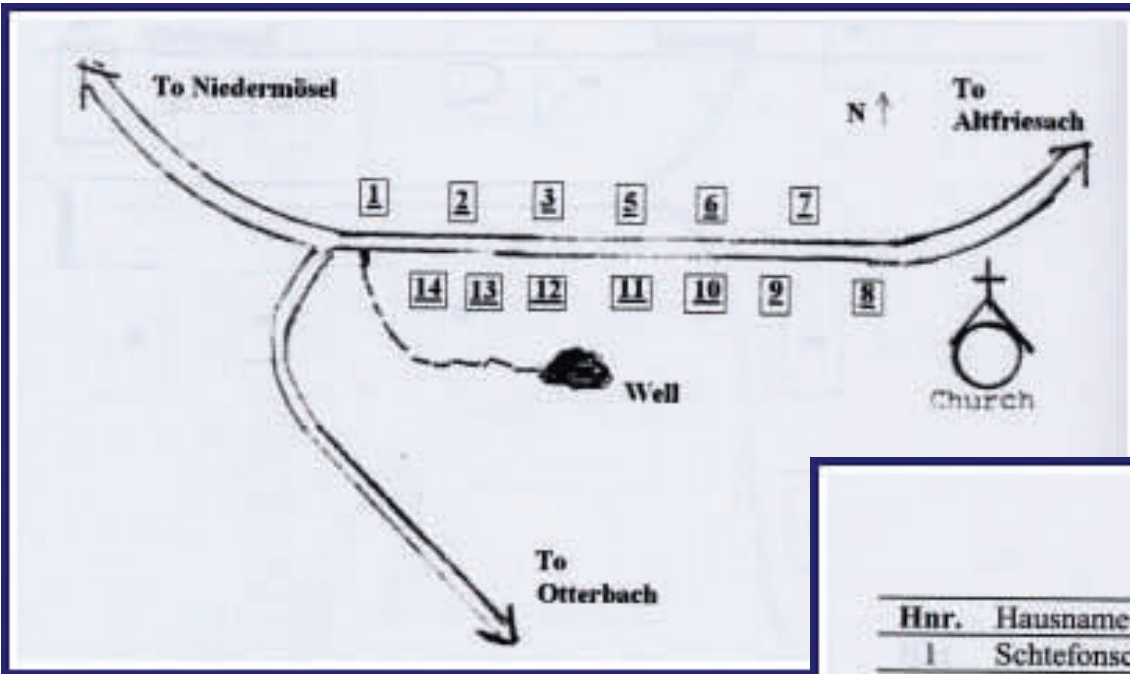 To Niedermösel
N ↑
To
Altfriesach
1 2 3 5 6 7
14 13 12 11 10 9 8
Well
Church
To
Otterbach
Hnr. Hausname
1